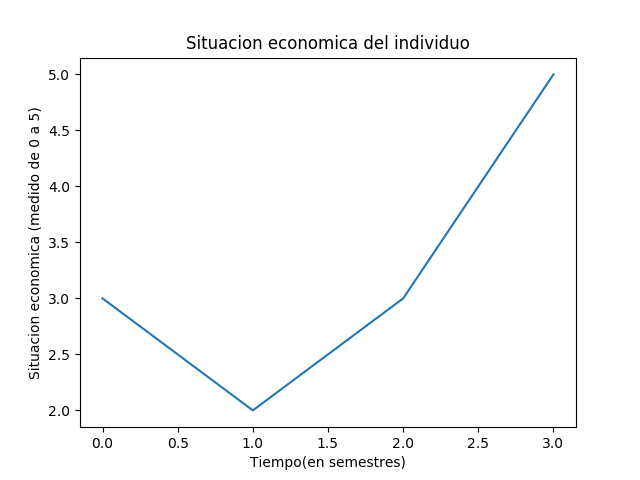 Situacion economica del individuo
Situacion economica (medido de 0 a 5)
5.0
4.5
4.0
3.5
3.0
2.5
2.0
0.0 0.5 1.0 1.5 2.0 2.5 3.0
Tiempo(en semestres)